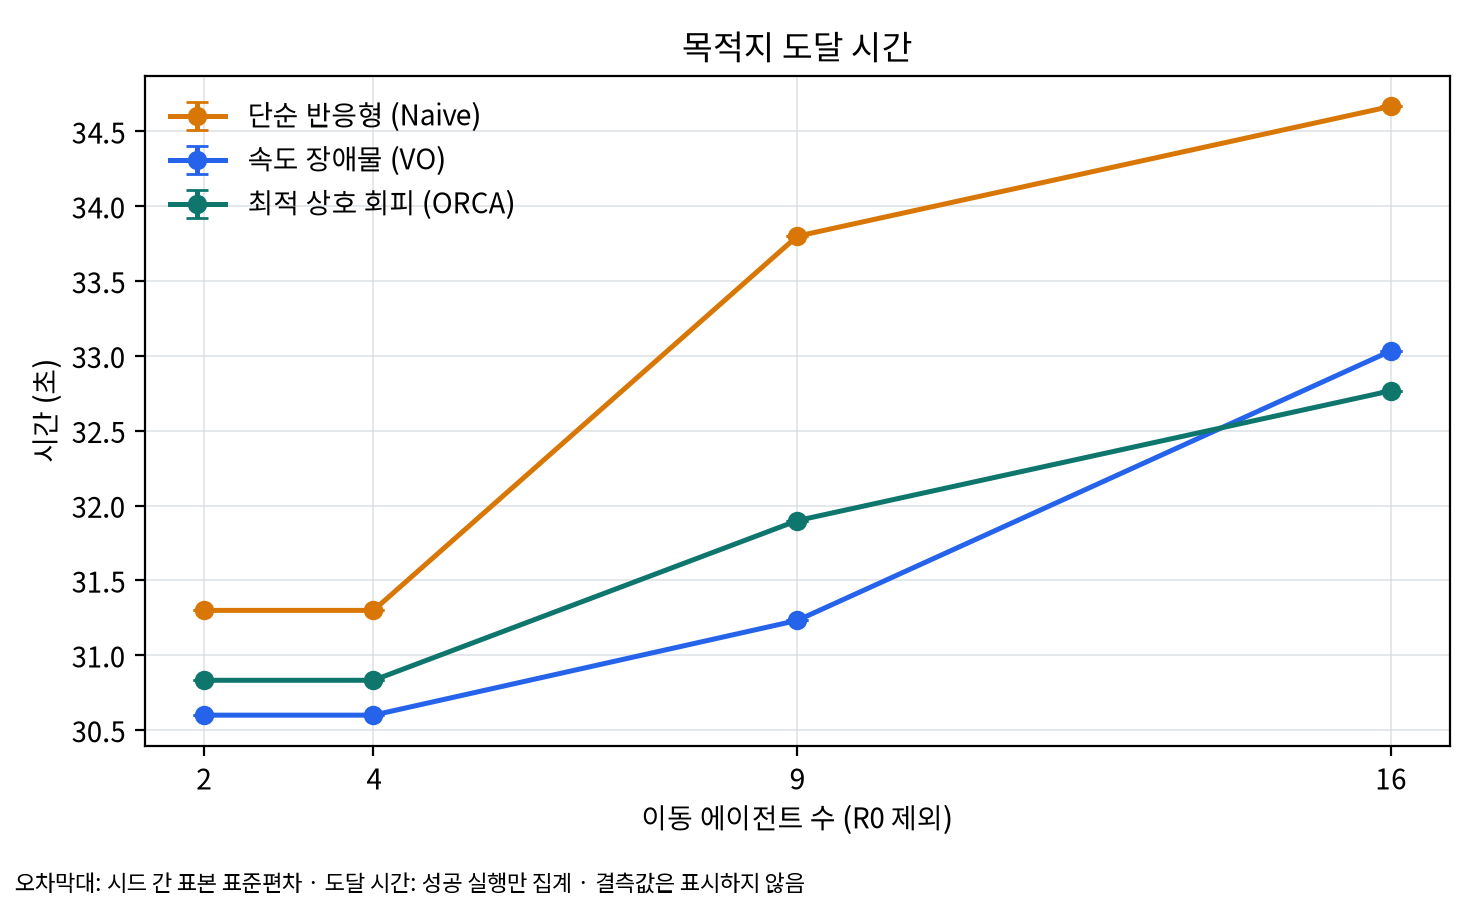 목적지 도달 시간
단순 반응형 (Naive)
속도 장애물 (VO)
최적 상호 회피 (ORCA)
시간 (초)
34.5
34.0
33.5
33.0
32.5
32.0
31.5
31.0
30.5
2 4 9 16
이동 에이전트 수 (R0 제외)
오차막대: 시드 간 표본 표준편차 · 도달 시간: 성공 실행만 집계 · 결측값은 표시하지 않음